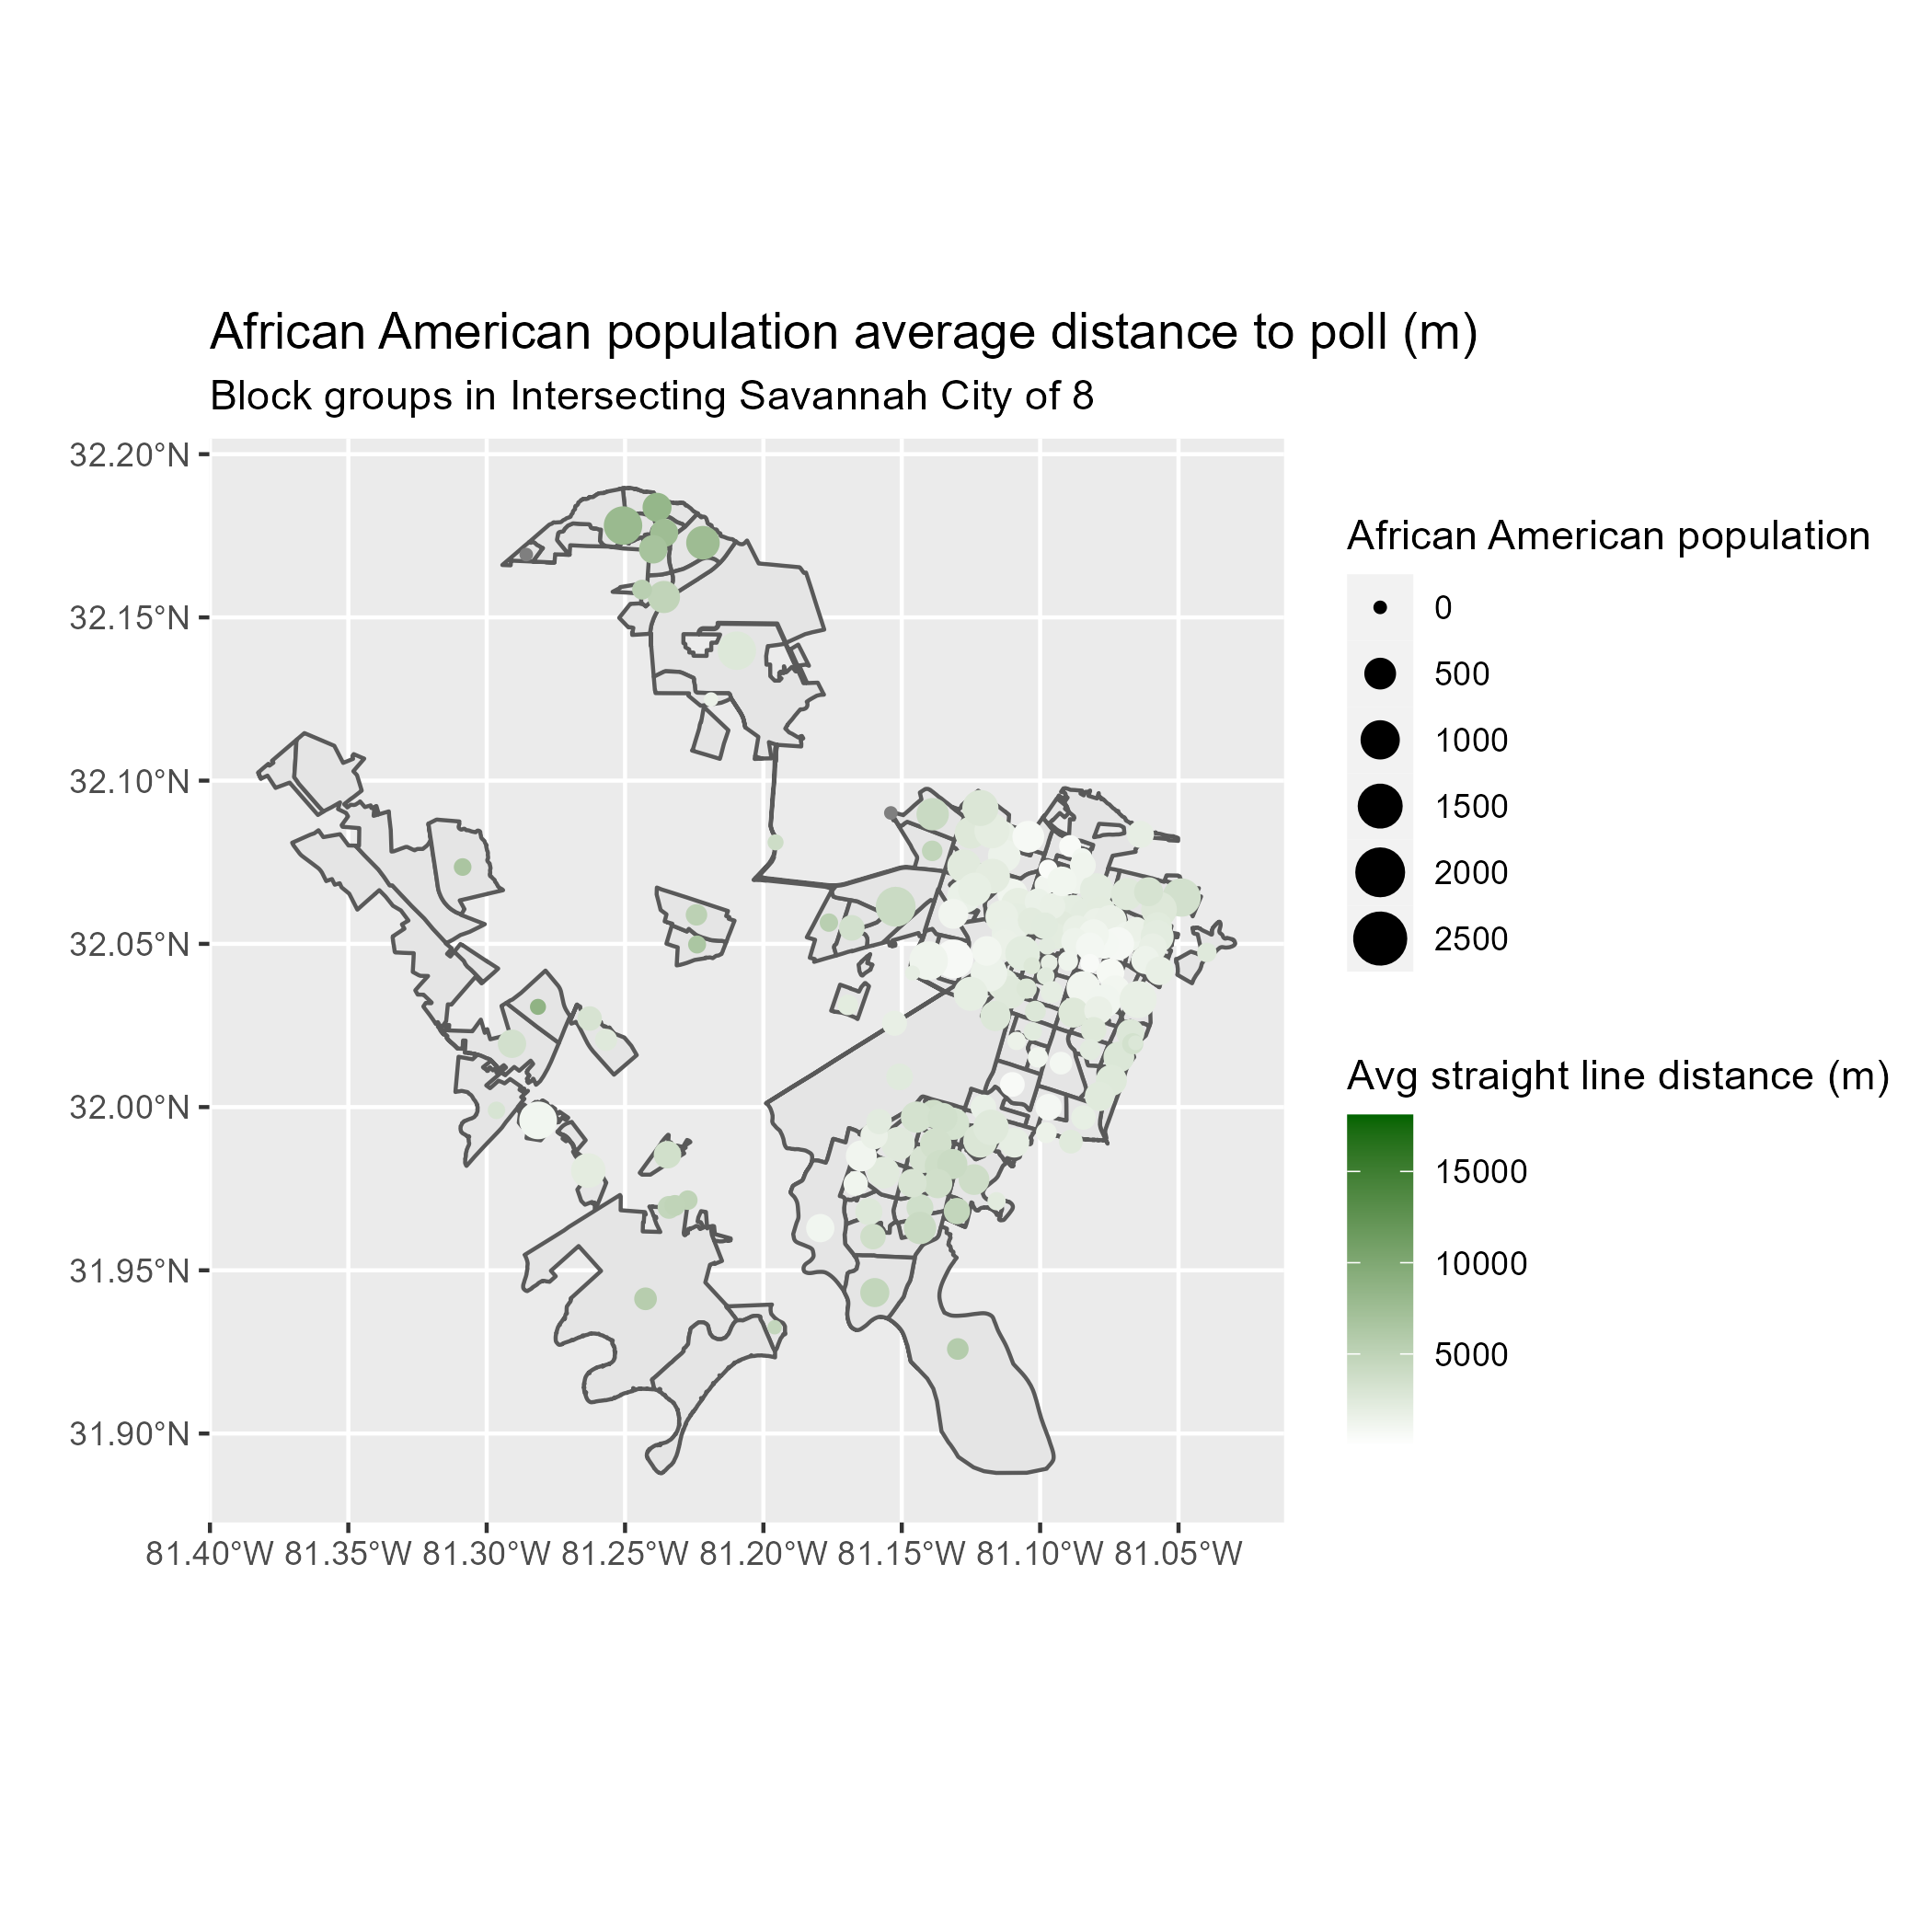 African American population average distance to poll (m)
Block groups in Intersecting Savannah City of 8
32.20°N
32.15°N
32.10°N
32.05°N
32.00°N
31.95°N
31.90°N
81.40°W 81.35°W 81.30°W 81.25°W 81.20°W 81.15°W 81.10°W 81.05°W
African American population
0
500
1000
1500
2000
2500
Avg straight line distance (m)
15000
10000
5000